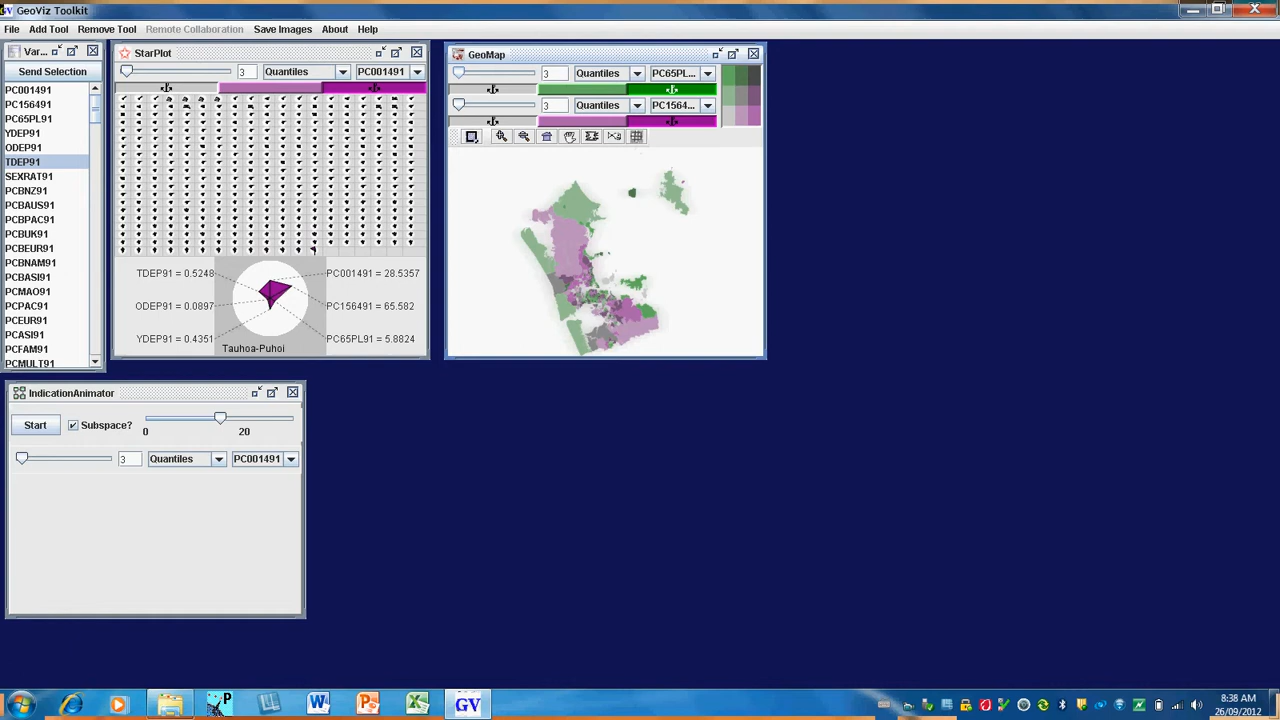 GeoViz Toolkit
File Add Tool Remove Tool Remote Collaboration Save Images About Help
Var...
Send Selection
PC001491
PC156491
PC65PL91
YDEP91
ODEP91
TDEP91
SEXRAT91
PCBNZ91
PCBAUS91
PCBPAC91
PCBUK91
PCBEUR91
PCBNAM91
PCBASI91
PCMAO91
PCPAC91
PCEUR91
PCASI91
PCFAM91
PCMULT91
StarPlot
3 Quantiles PC001491
TDEP91 = 0.5248 PC001491 = 28.5357
ODEP91 = 0.0897 PC156491 = 65.582
YDEP91 = 0.4351 PC65PL91 = 5.8824
Tauhoa-Puhoi
GeoMap
3 Quantiles PC65PL...
3 Quantiles PC1564...
IndicationAnimator
Start Subspace?
0 20
3 Quantiles PC001491
GV
8:38 AM
26/09/2012